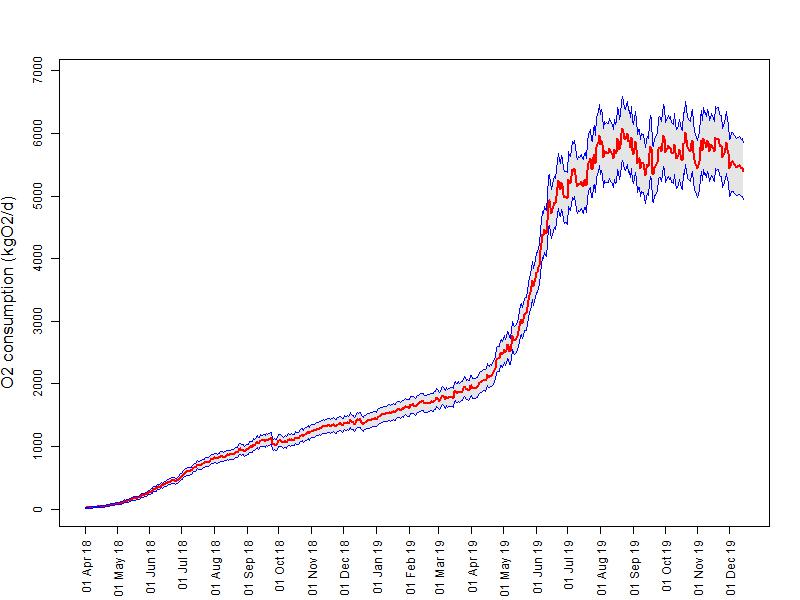 O2 consumption (kgO2/d)
7000
6000
5000
4000
3000
2000
1000
0
01 Apr 18
01 May 18
01 Jun 18
01 Jul 18
01 Aug 18
01 Sep 18
01 Oct 18
01 Nov 18
01 Dec 18
01 Jan 19
01 Feb 19
01 Mar 19
01 Apr 19
01 May 19
01 Jun 19
01 Jul 19
01 Aug 19
01 Sep 19
01 Oct 19
01 Nov 19
01 Dec 19